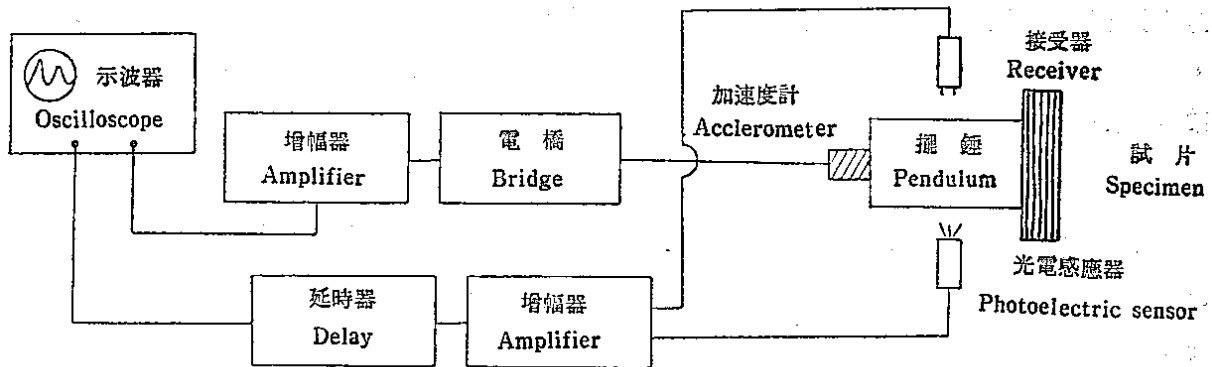 示波器
Oscilloscope
增幅器
Amplifier
電橋
Bridge
加速度計
Acclerometer
接受器
Receiver
擺錘
Pendulum
試片
Specimen
延時器
Delay
增幅器
Amplifier
光電感應器
Photoelectric sensor